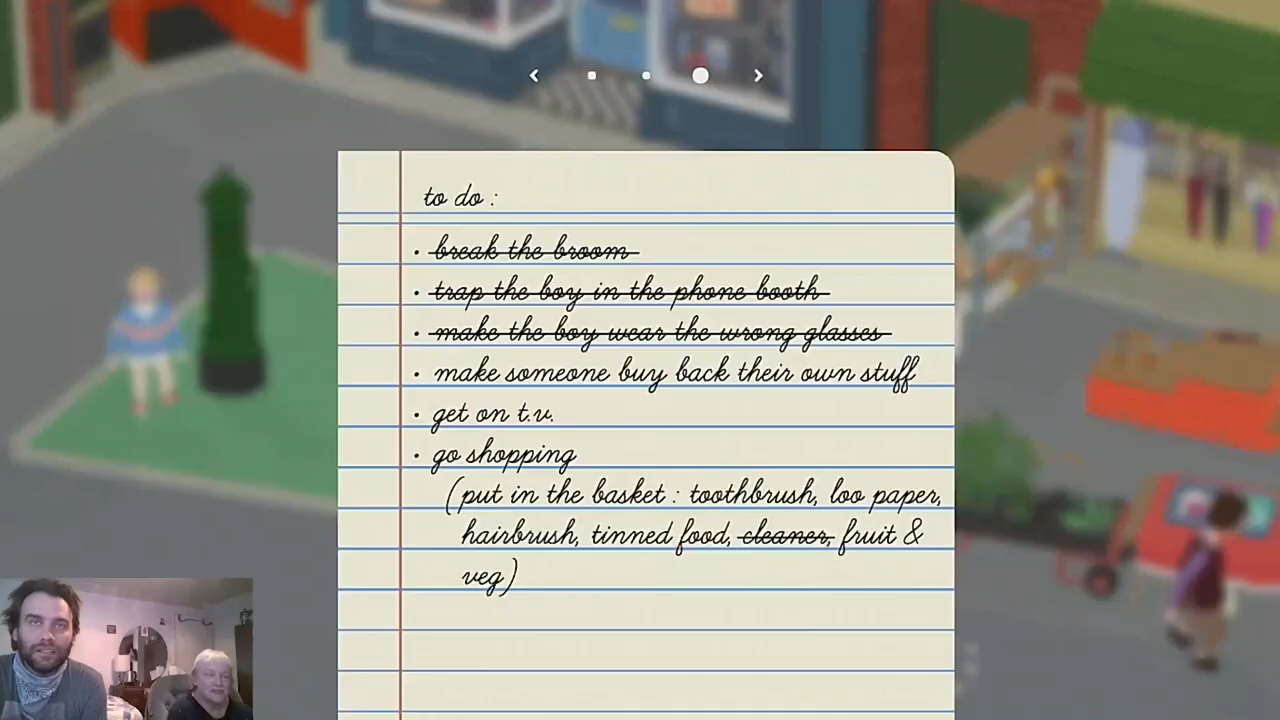 to do :
• break the broom
• trap the boy in the phone booth
• make the boy wear the wrong glasses
• make someone buy back their own stuff
• get on t.v.
• go shopping
(put in the basket : toothbrush, loo paper,
hairbrush, tinned food, cleaner, fruit &
veg)